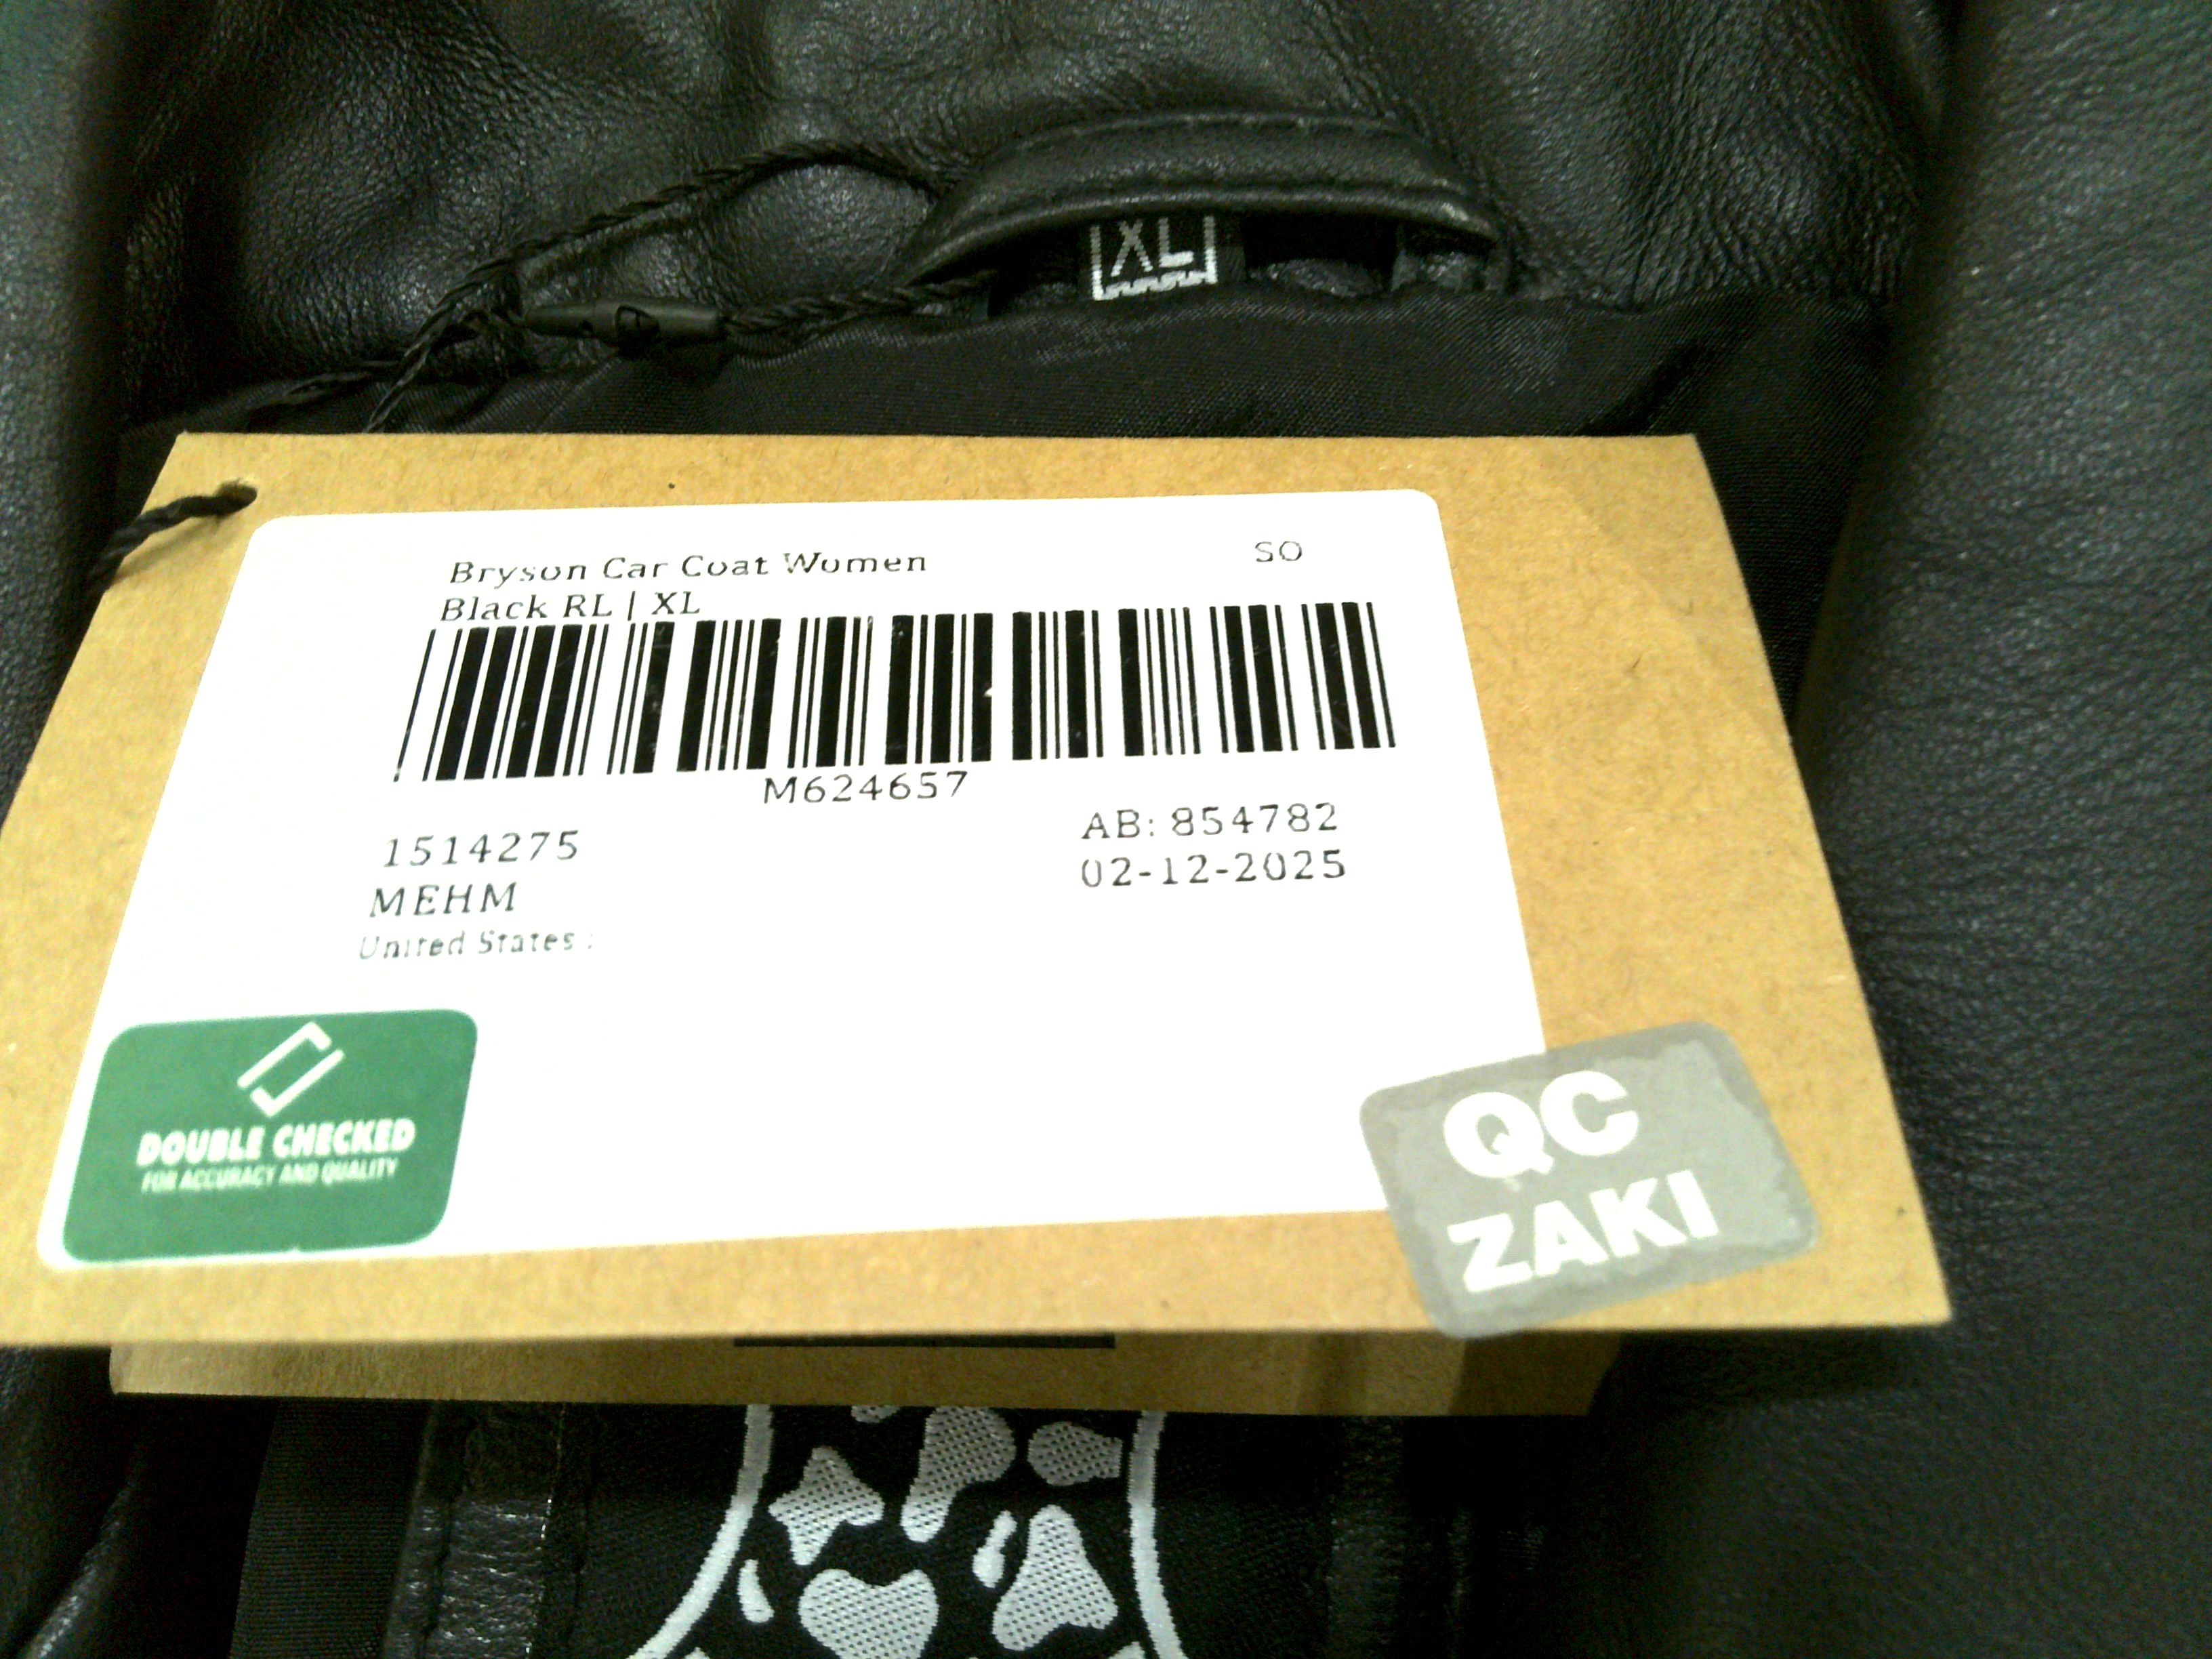 XL
Bryson Car Coat Women
SO
Black RL | XL
M624657
1514275
AB: 854782
MEHM
02-12-2025
United States :
DOUBLE CHECKED
FOR ACCURACY AND QUALITY
QC
ZAKI